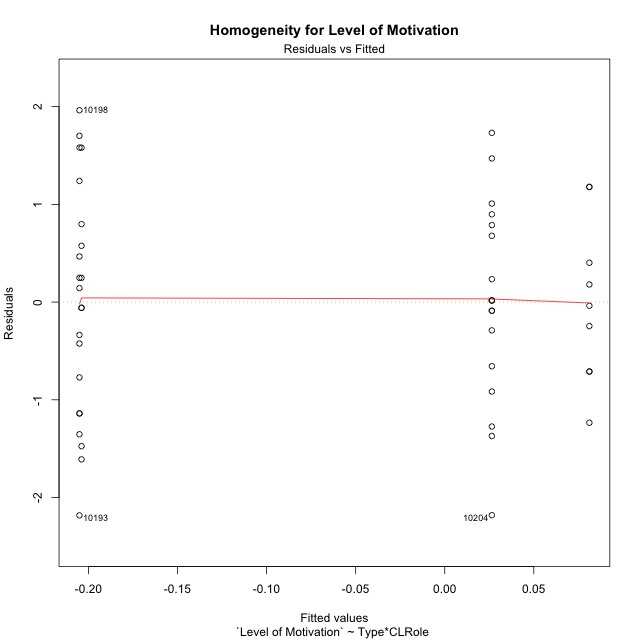 Homogeneity for Level of Motivation
Residuals vs Fitted
2
10198
1
Residuals
0
-1
-2
10193
10204
-0.20 -0.15 -0.10 -0.05 0.00 0.05
Fitted values
`Level of Motivation` ~ Type*CLRole